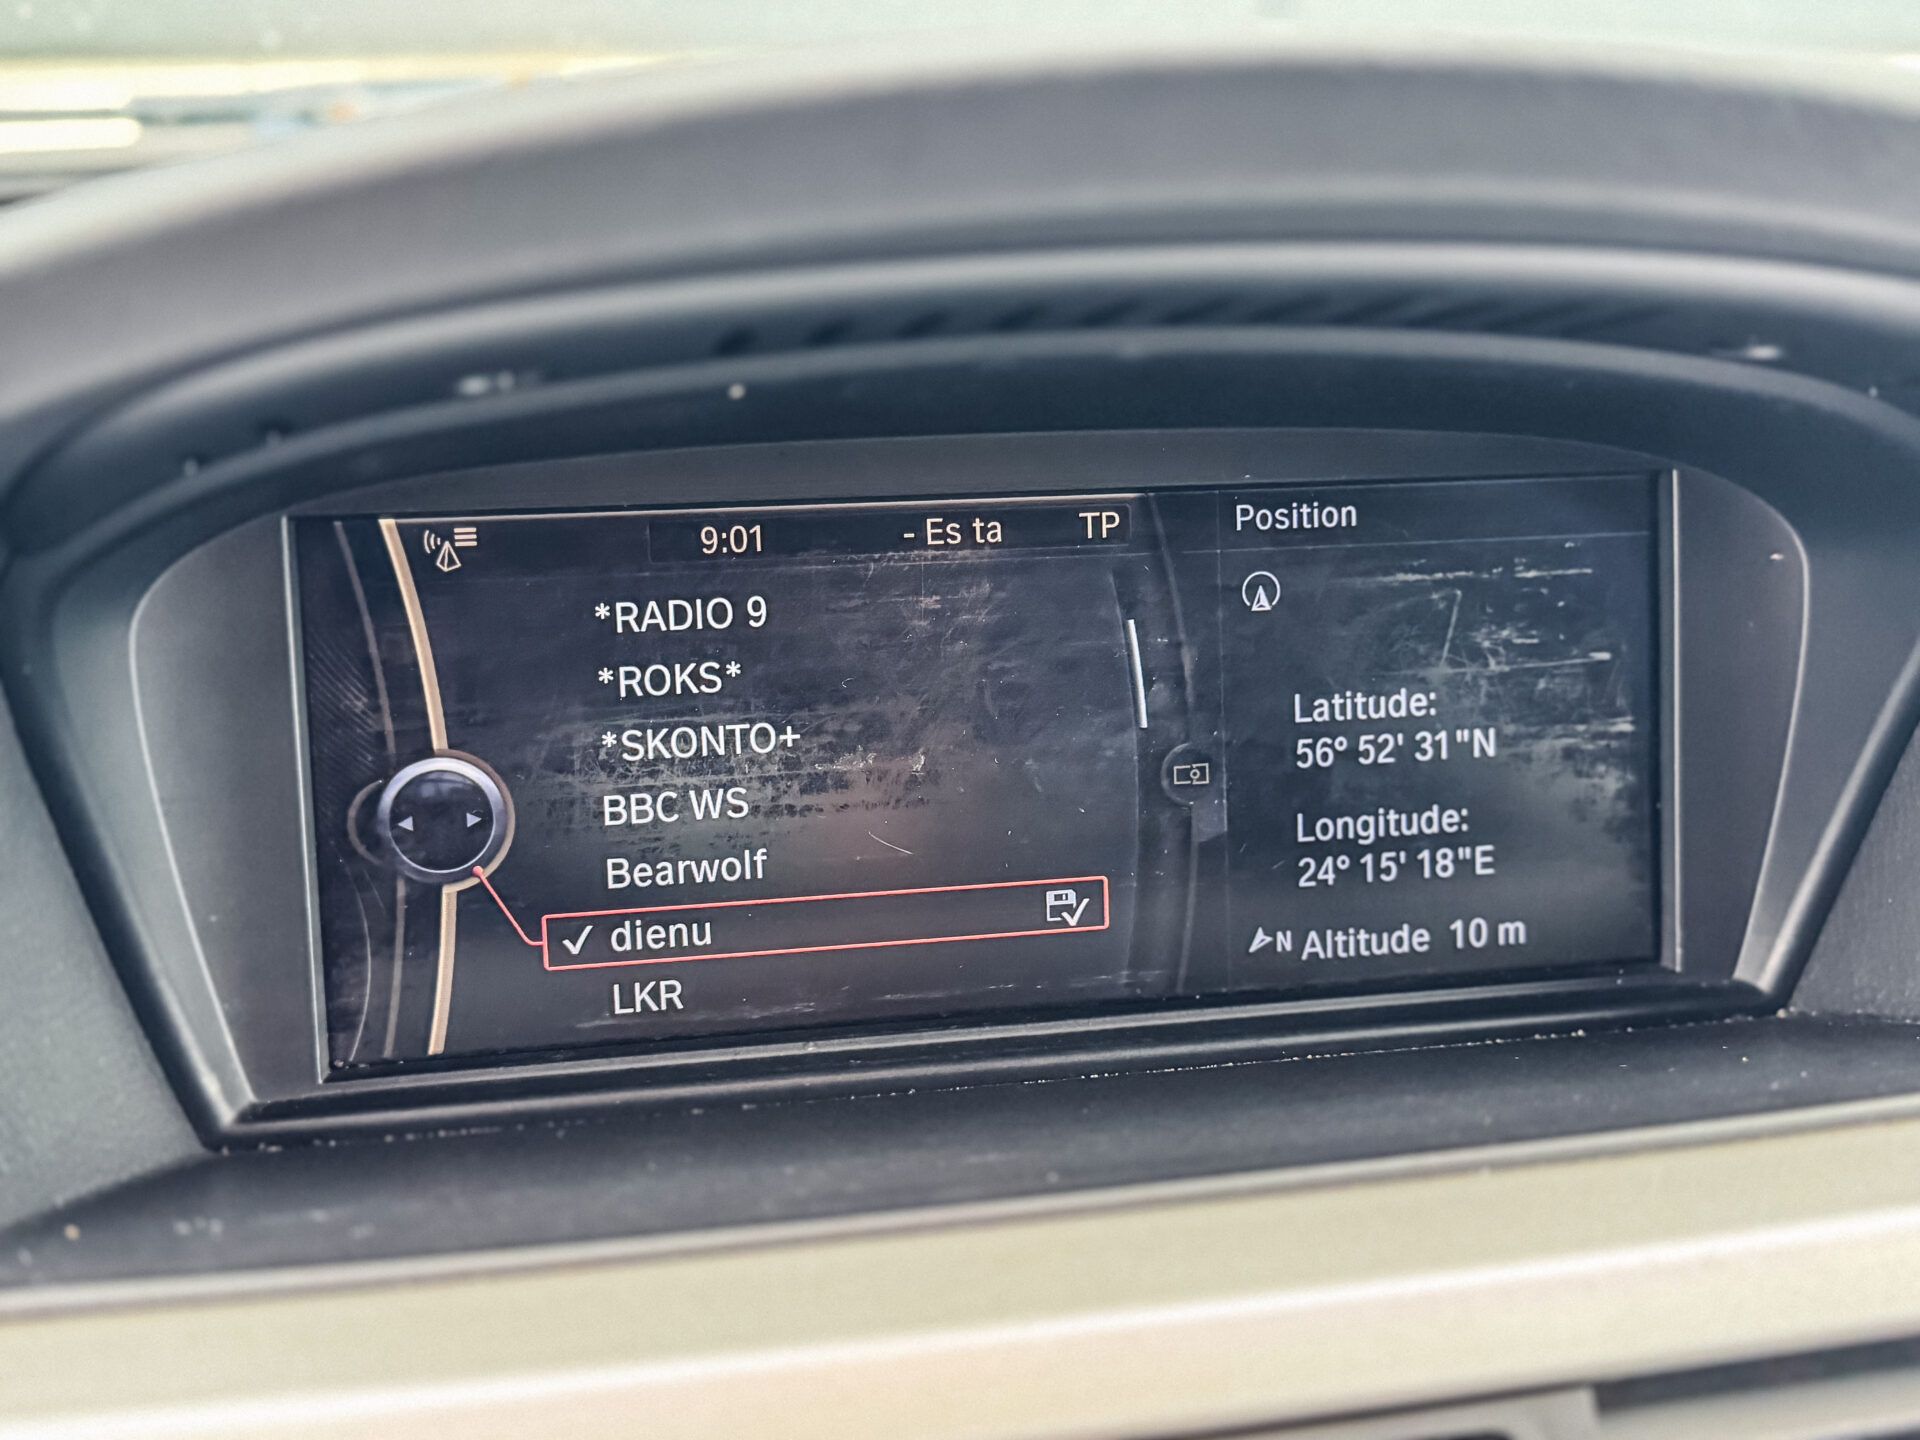 9:01 - Es ta TP
*RADIO 9
*ROKS*
*SKONTO+
BBC WS
Bearwolf
dienu
LKR
Position
Latitude:
56° 52' 31"N
Longitude:
24° 15' 18"E
N Altitude 10 m